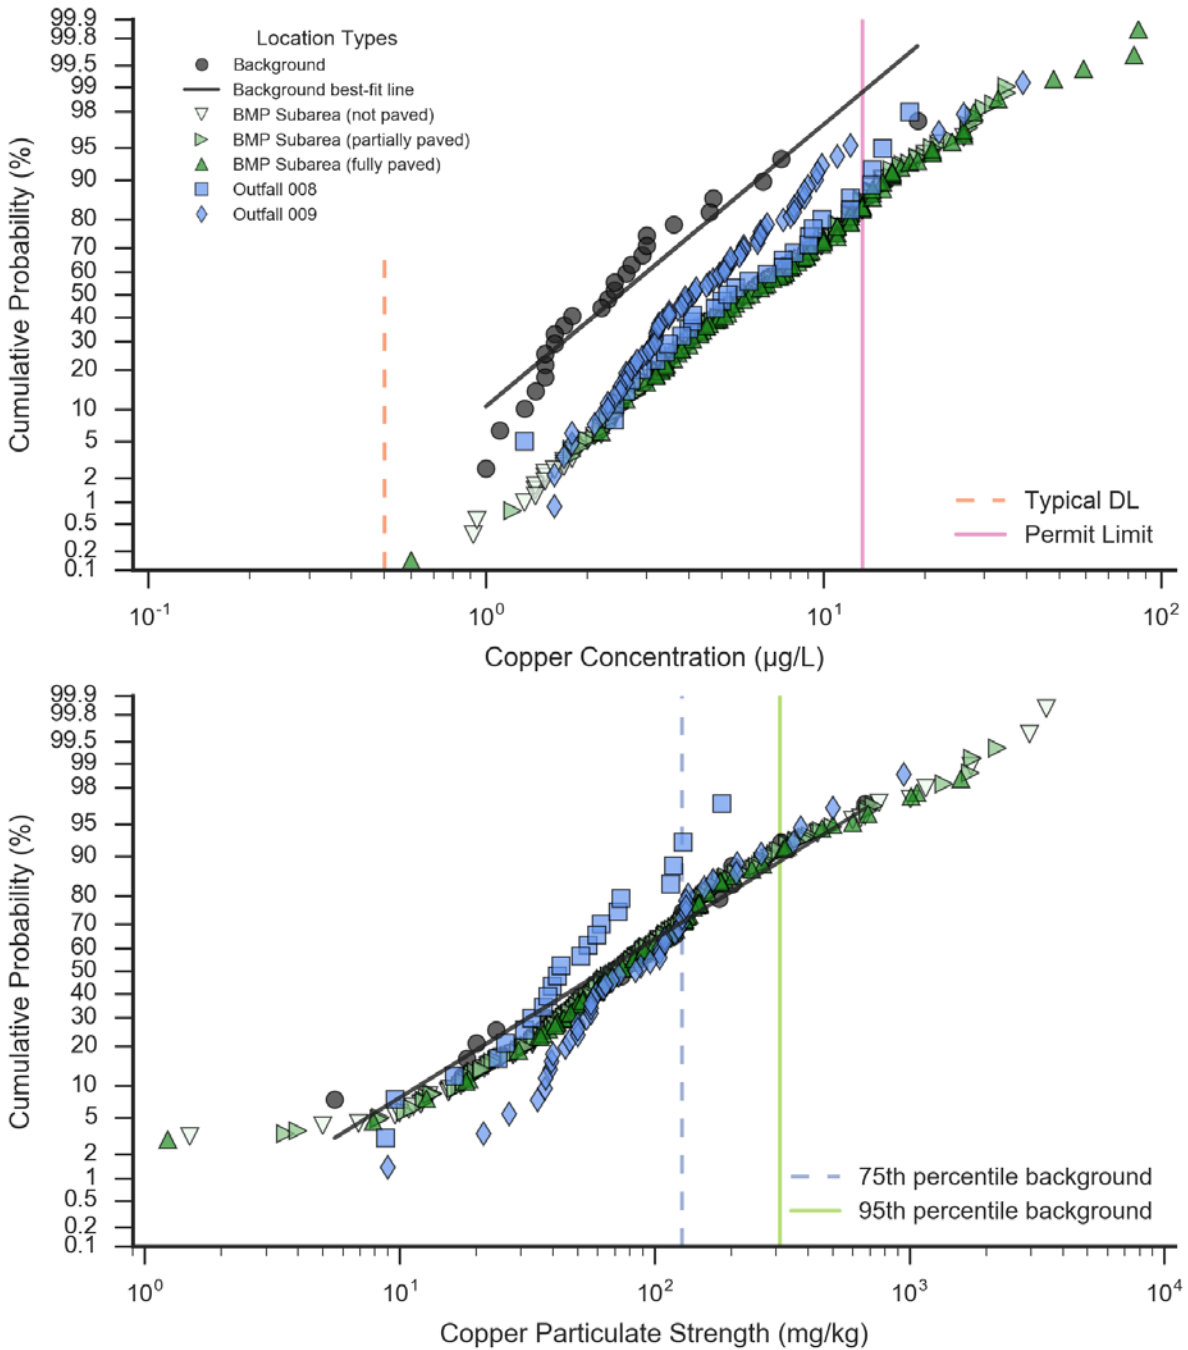 99.9
99.8
99.5
99
98
95
90
80
70
60
50
40
30
20
10
5
2
1
0.5
0.2
0.1
Cumulative Probability (%)
Location Types
Background
Background best-fit line
BMP Subarea (not paved)
BMP Subarea (partially paved)
BMP Subarea (fully paved)
Outfall 008
Outfall 009
Typical DL
Permit Limit
10⁻¹ 10⁰ 10¹ 10²
Copper Concentration (µg/L)
99.9
99.8
99.5
99
98
95
90
80
70
60
50
40
30
20
10
5
2
1
0.5
0.2
0.1
Cumulative Probability (%)
75th percentile background
95th percentile background
10⁰ 10¹ 10² 10³ 10⁴
Copper Particulate Strength (mg/kg)